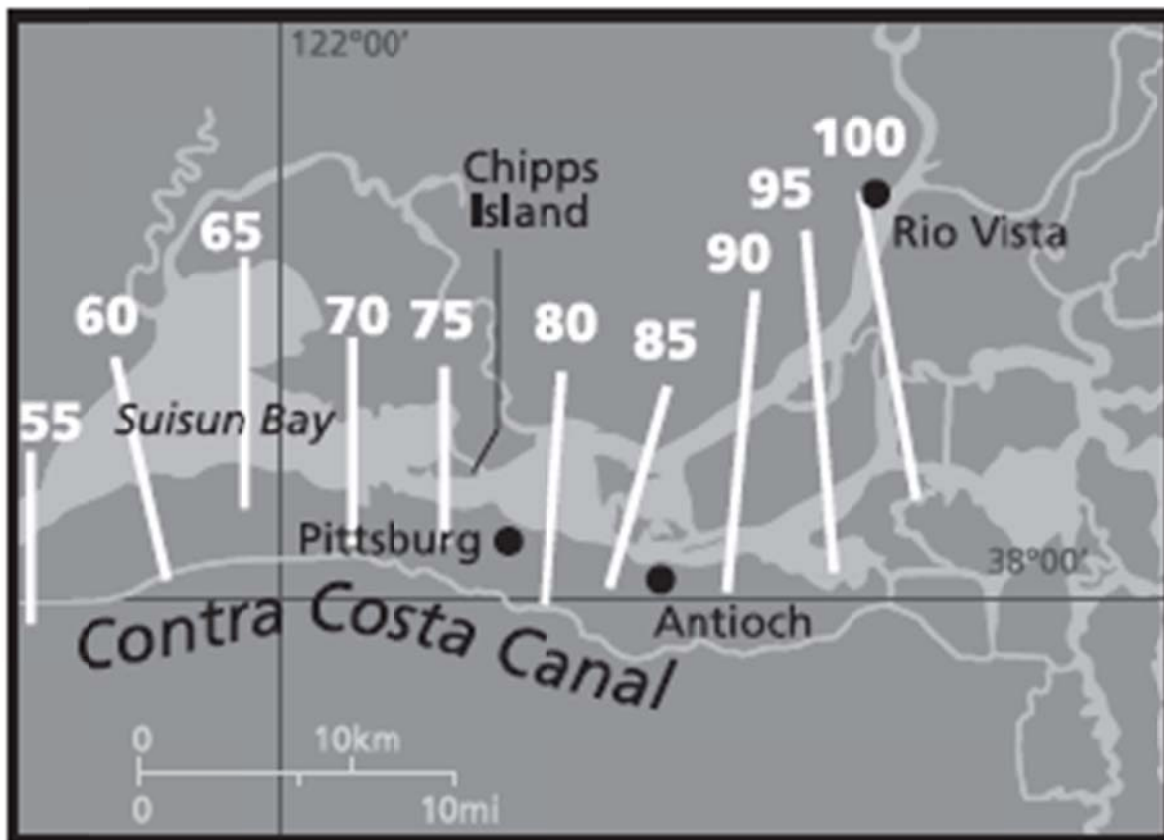 122°00'
100
Chipps
Island
95
65
Rio Vista
90
60
70
75
80
85
55
Suisun Bay
Pittsburg
38°00'
Antioch
Contra Costa Canal
0
10km
0
10mi